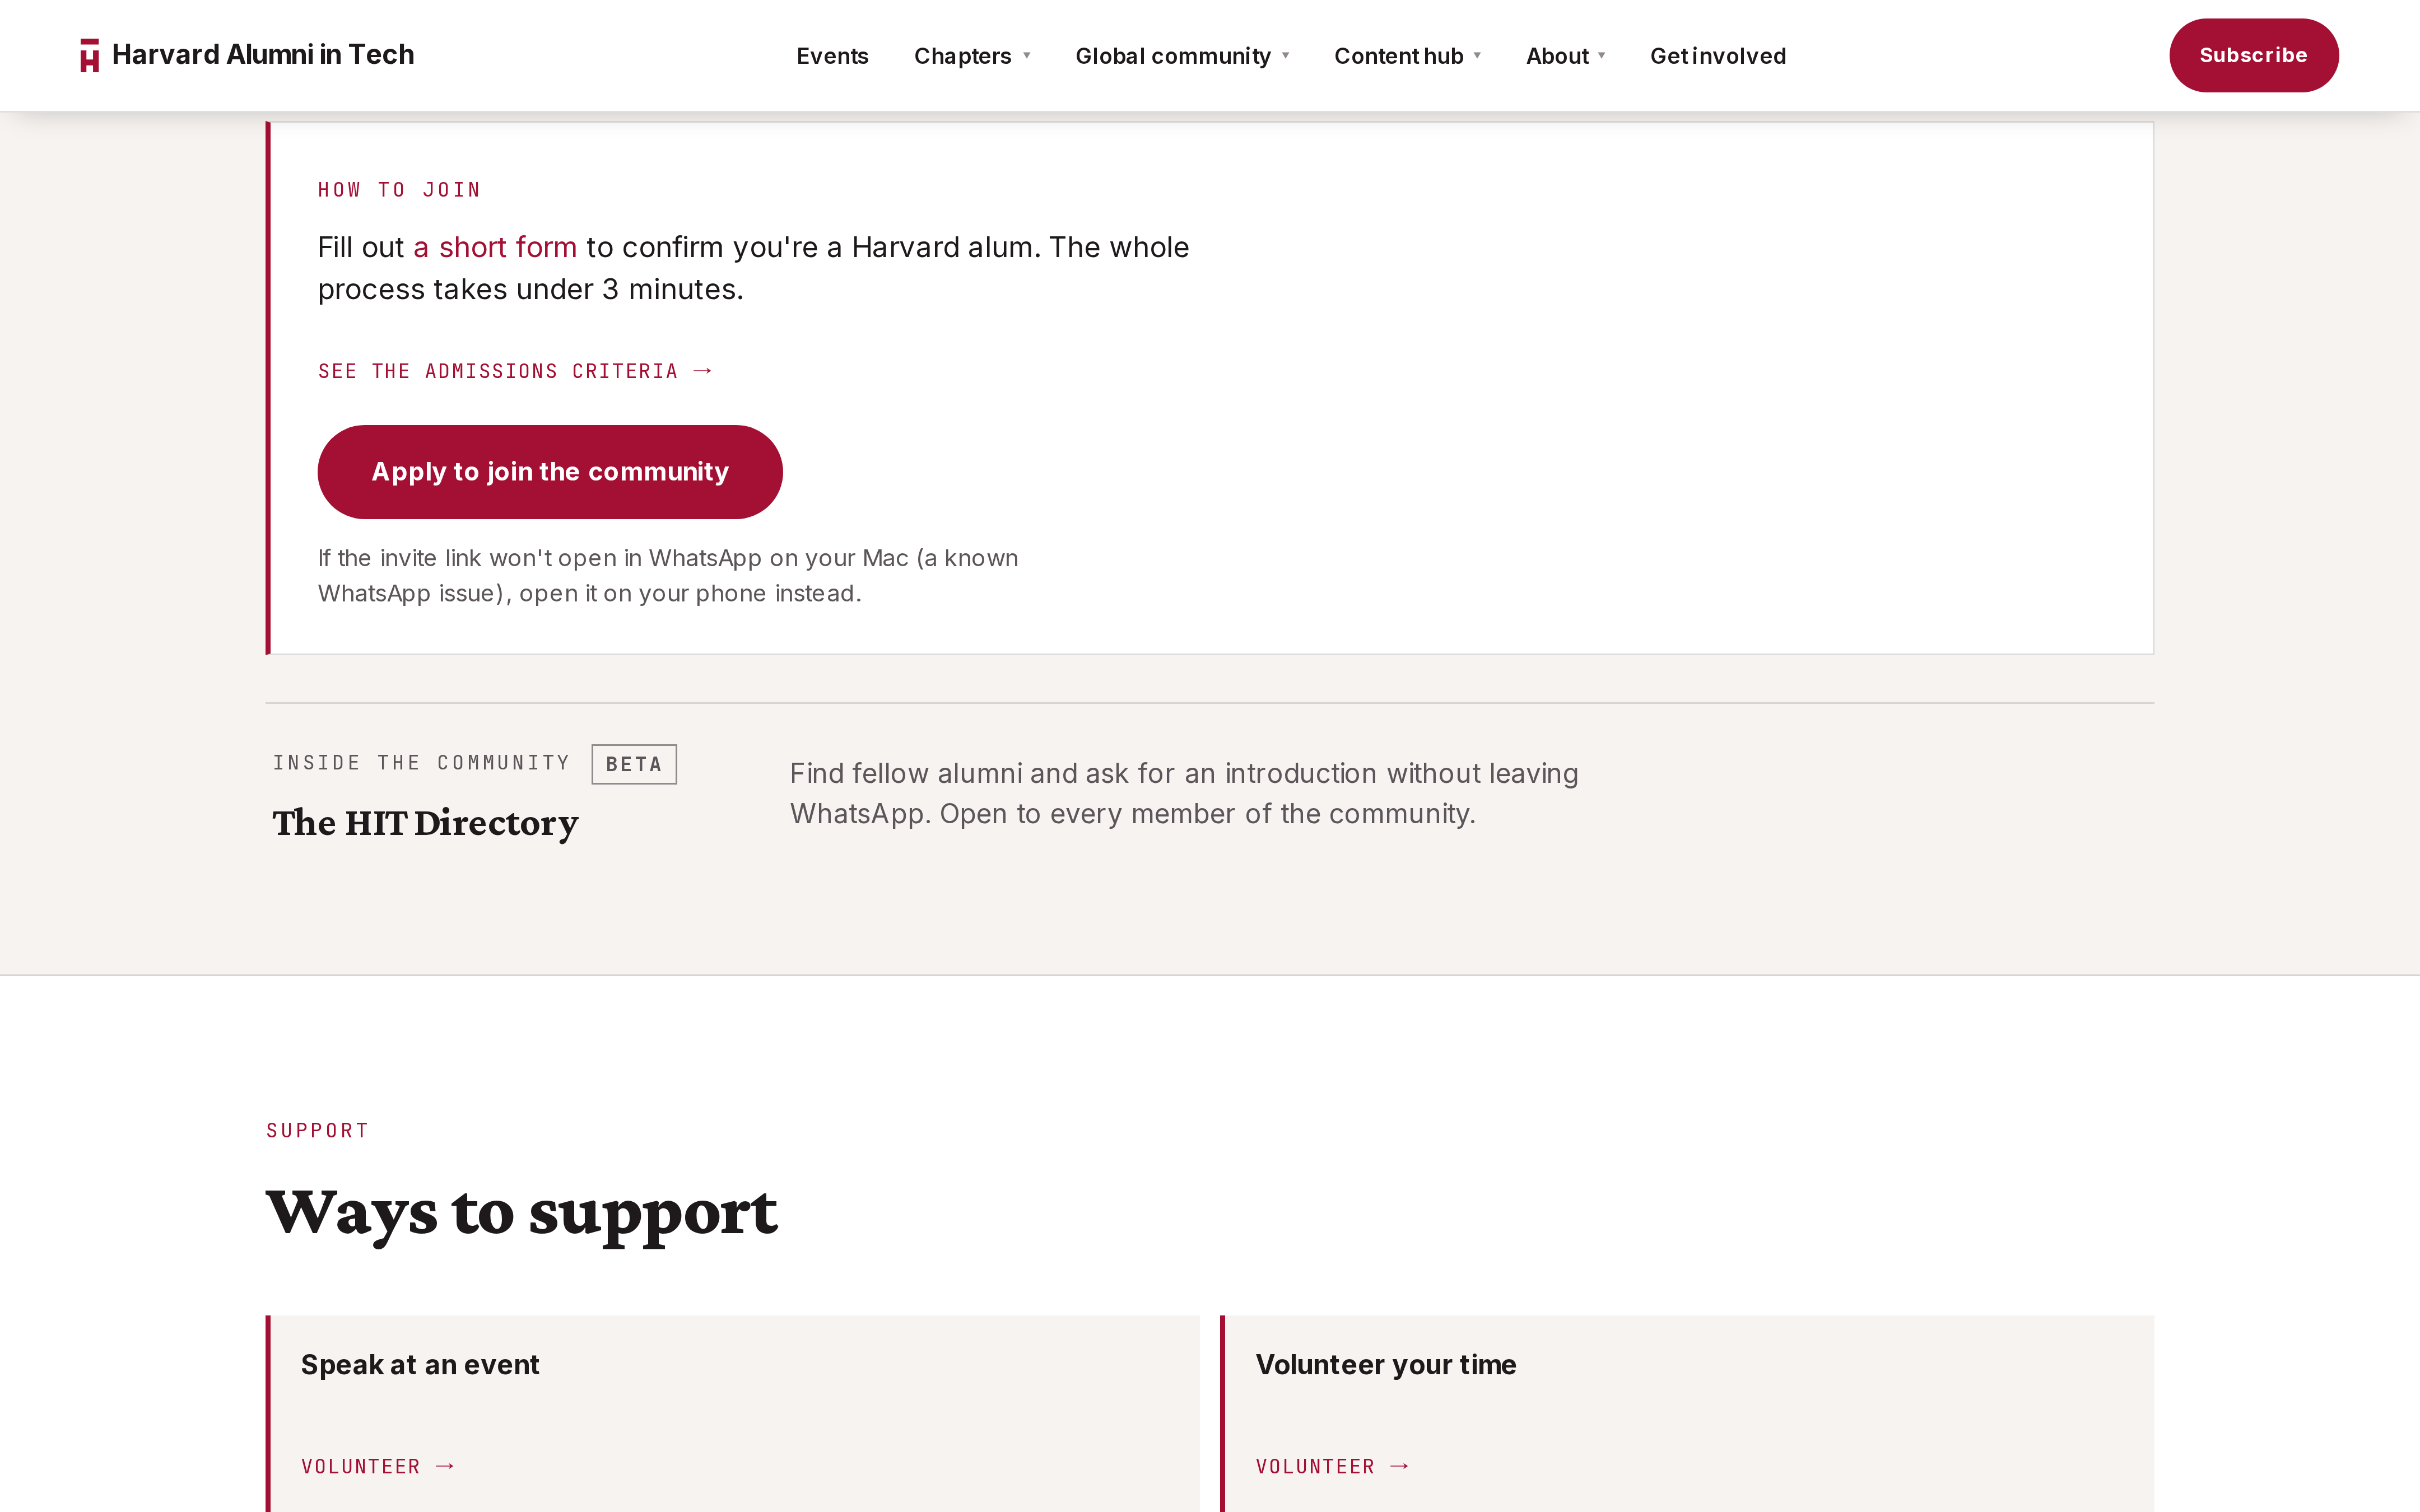 Harvard Alumni in Tech
Events
Chapters
Global community
Content hub
About
Get involved
Subscribe
HOW TO JOIN
Fill out a short form to confirm you're a Harvard alum. The whole
process takes under 3 minutes.
SEE THE ADMISSIONS CRITERIA →
Apply to join the community
If the invite link won't open in WhatsApp on your Mac (a known
WhatsApp issue), open it on your phone instead.
INSIDE THE COMMUNITY BETA
The HIT Directory
Find fellow alumni and ask for an introduction without leaving
WhatsApp. Open to every member of the community.
SUPPORT
Ways to support
Speak at an event
VOLUNTEER →
Volunteer your time
VOLUNTEER →